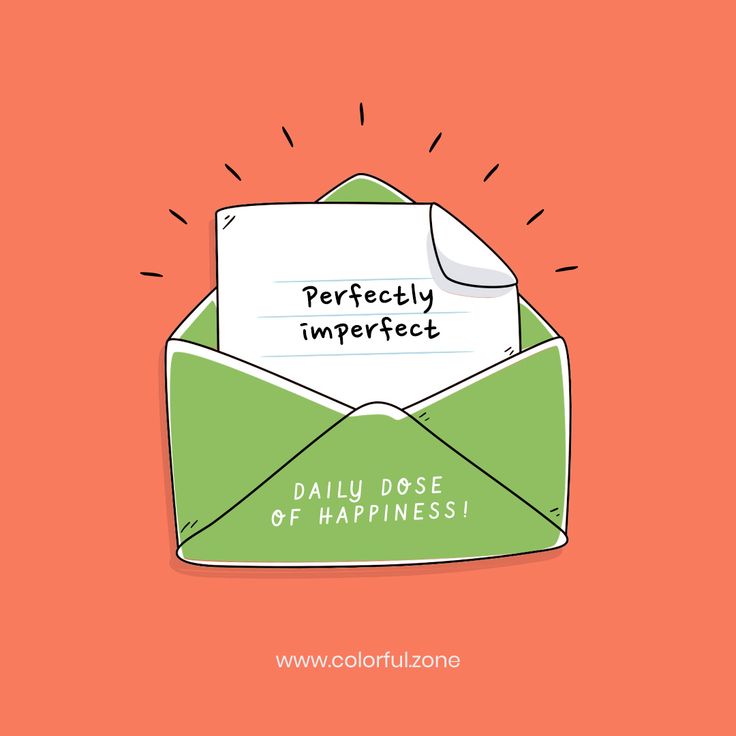 Perfectly
imperfect
DAILY DOSE
OF HAPPINESS!
www.colorful.zone